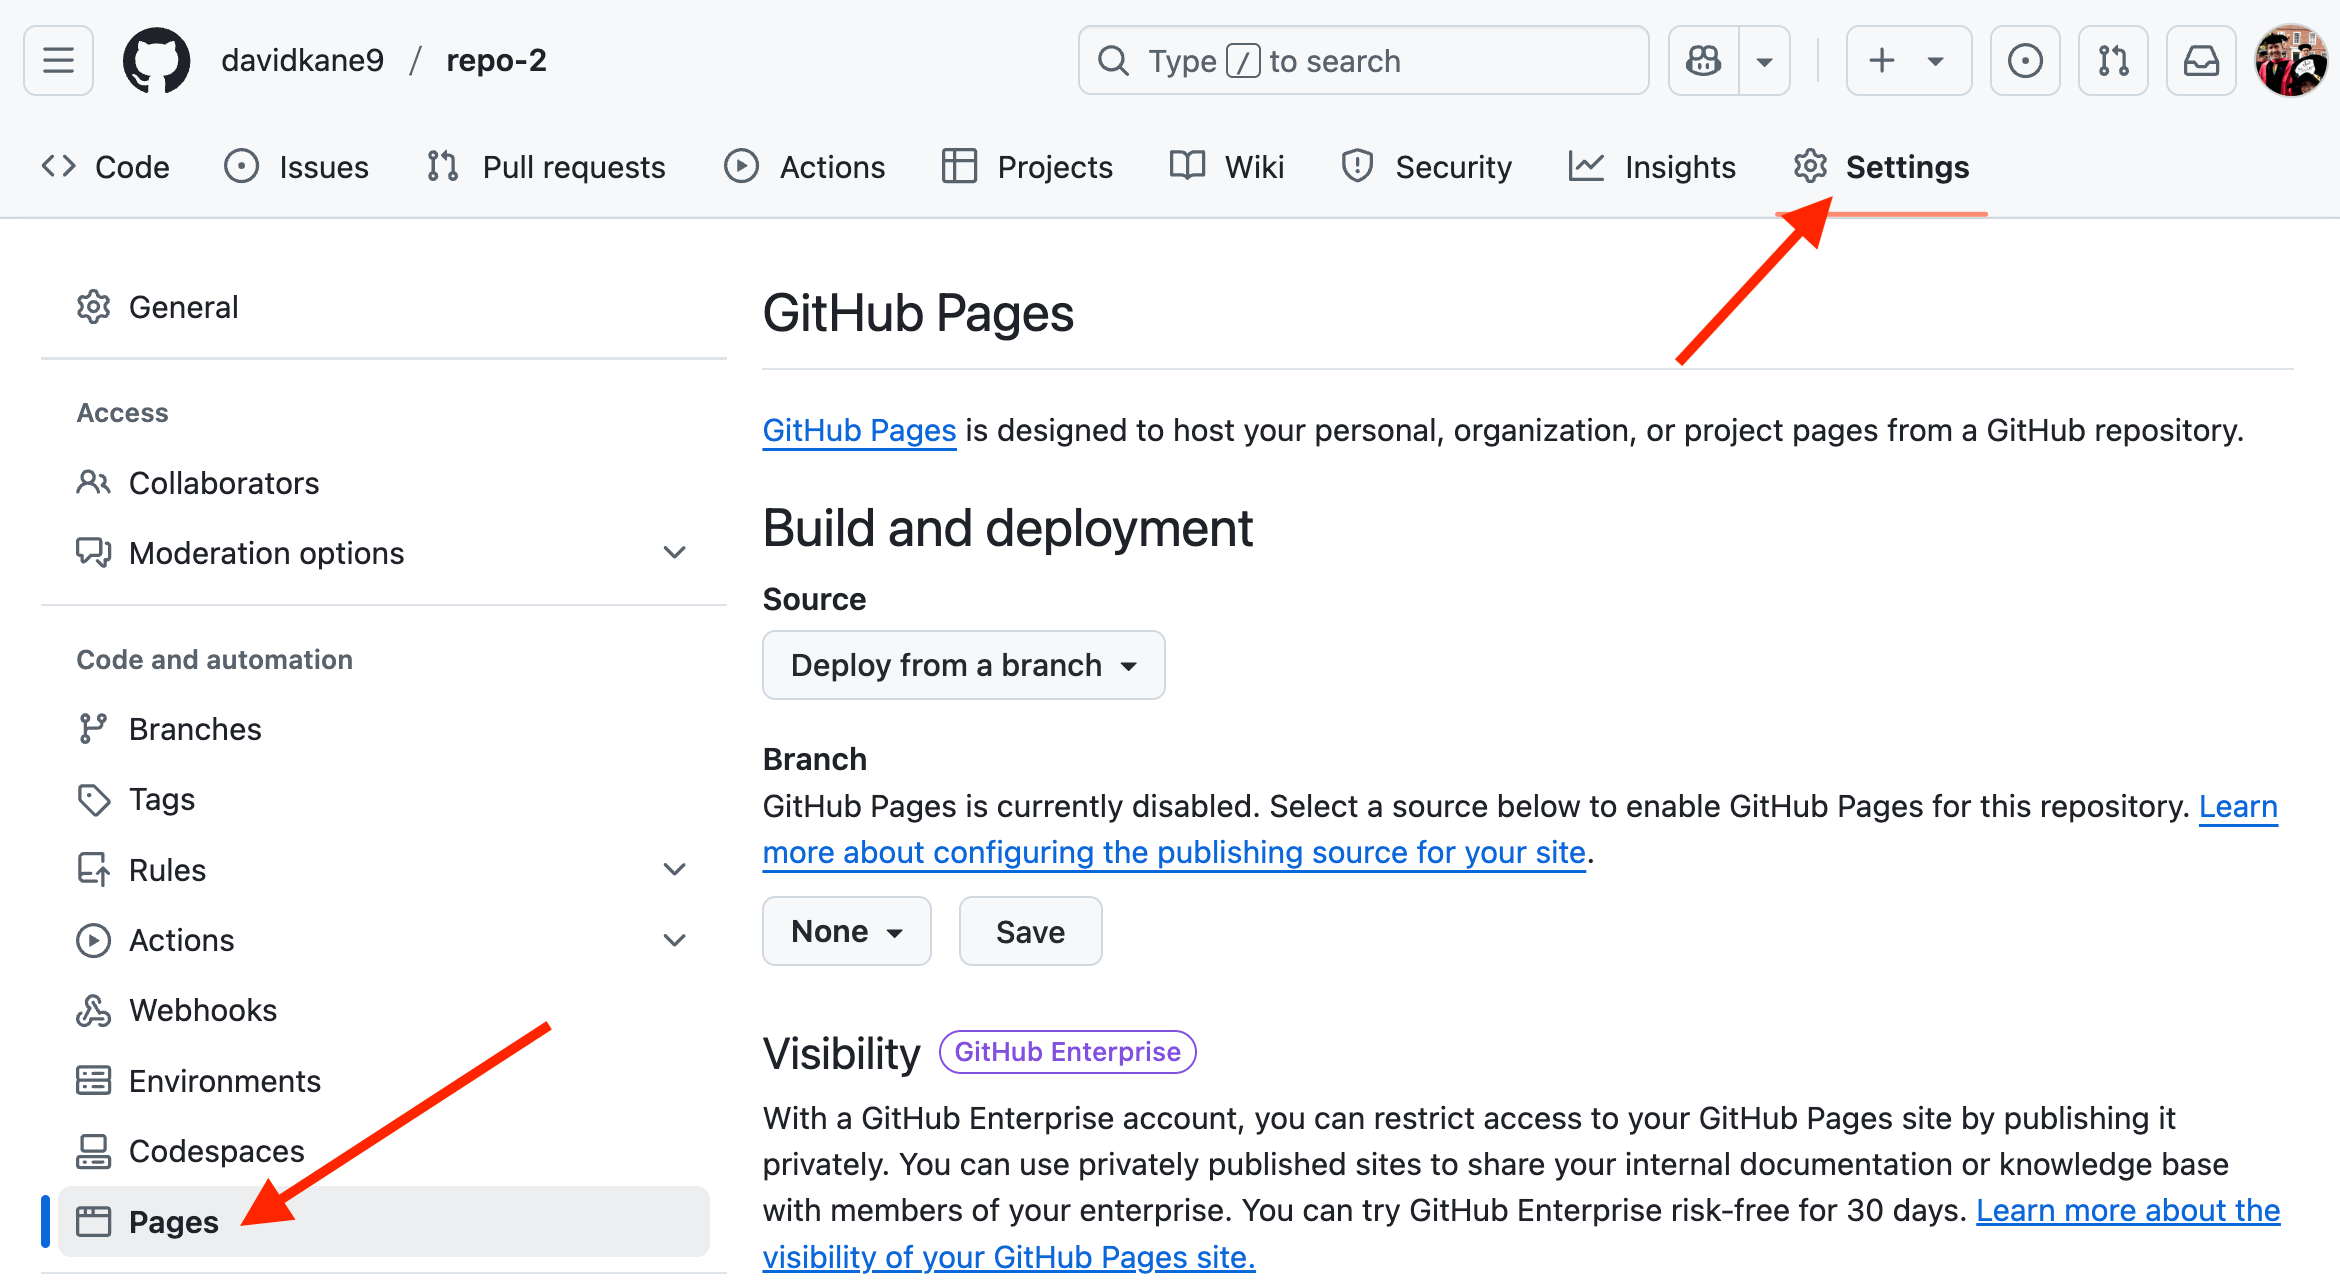 davidkane9 / repo-2
Type / to search
Code Issues Pull requests Actions Projects Wiki Security Insights Settings
General
Access
Collaborators
Moderation options
Code and automation
Branches
Tags
Rules
Actions
Webhooks
Environments
Codespaces
Pages
GitHub Pages
GitHub Pages is designed to host your personal, organization, or project pages from a GitHub repository.
Build and deployment
Source
Deploy from a branch
Branch
GitHub Pages is currently disabled. Select a source below to enable GitHub Pages for this repository. Learn
more about configuring the publishing source for your site.
None Save
Visibility GitHub Enterprise
With a GitHub Enterprise account, you can restrict access to your GitHub Pages site by publishing it
privately. You can use privately published sites to share your internal documentation or knowledge base
with members of your enterprise. You can try GitHub Enterprise risk-free for 30 days. Learn more about the
visibility of your GitHub Pages site.